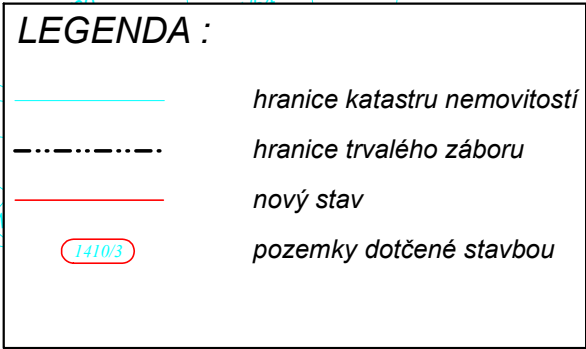 LEGENDA :
hranice katastru nemovitostí
hranice trvalého záboru
nový stav
1410/3 pozemky dotčené stavbou